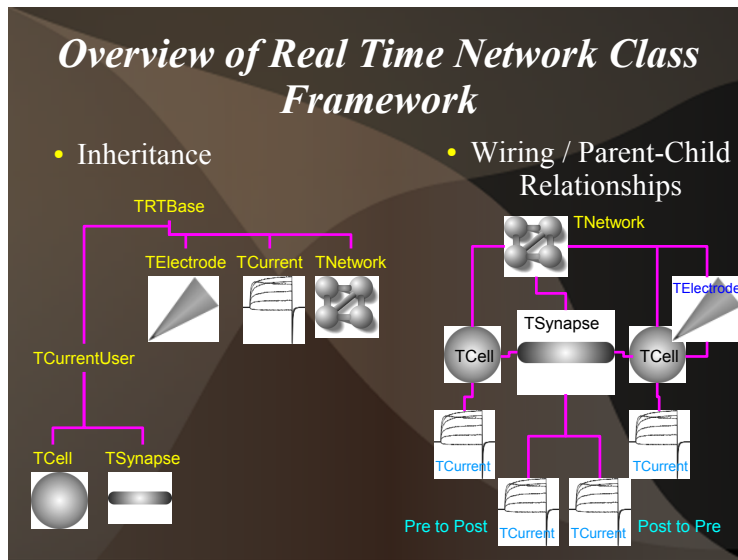 Overview of Real Time Network Class
Framework
• Inheritance
TRTBase
TElectrode TCurrent TNetwork
TCurrentUser
TCell TSynapse
• Wiring / Parent-Child
Relationships
TNetwork
TElectrode
TSynapse
TCell
TCell
TCurrent
TCurrent
Pre to Post
TCurrent
TCurrent
Post to Pre